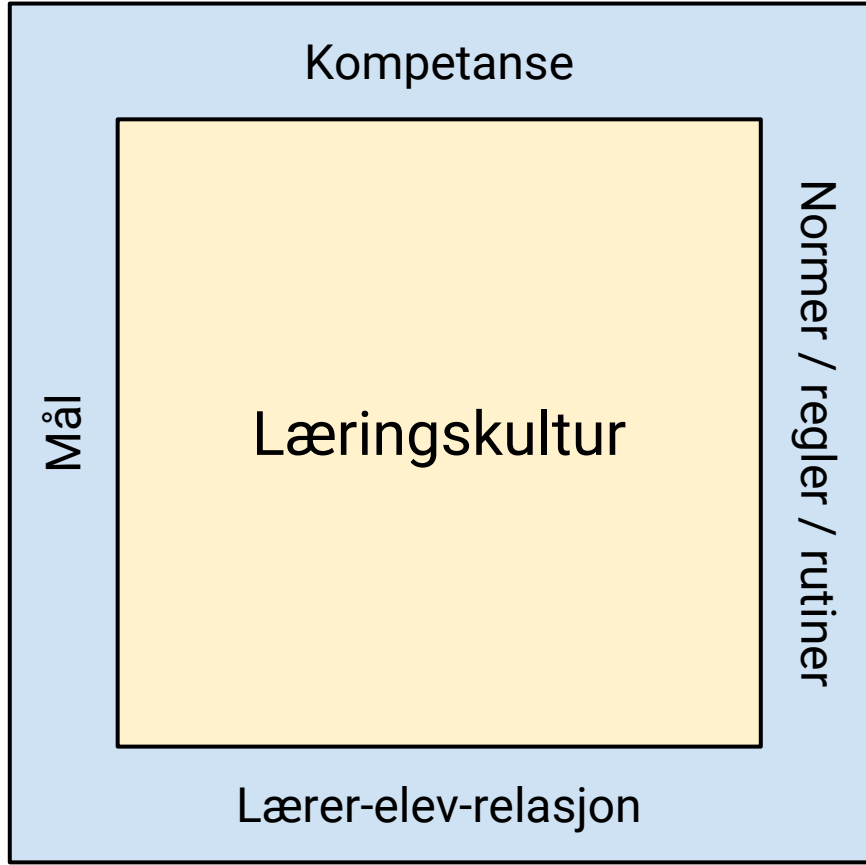 Kompetanse
Mål
Læringskultur
Normer / regler / rutiner
Lærer-elev-relasjon